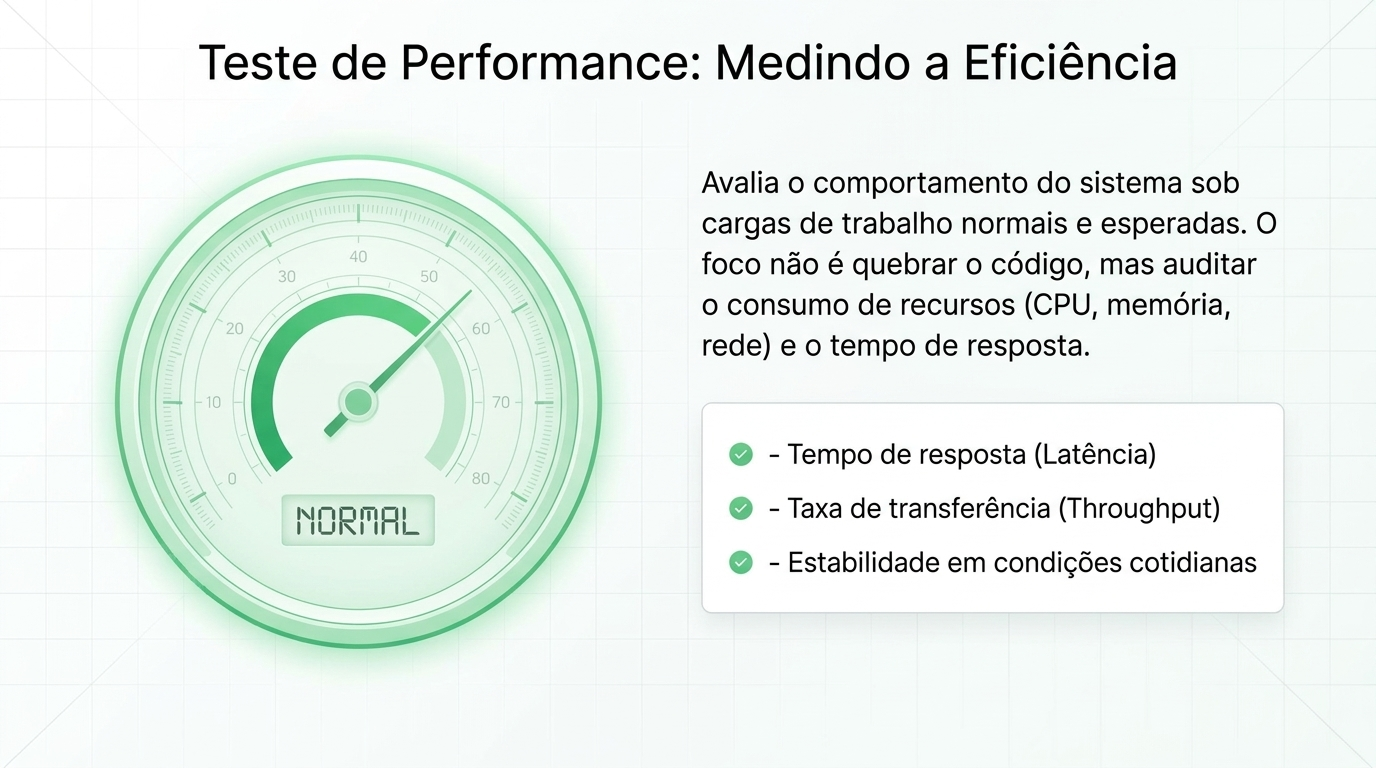 Teste de Performance: Medindo a Eficiência
Avalia o comportamento do sistema sob
cargas de trabalho normais e esperadas. O
foco não é quebrar o código, mas auditar
o consumo de recursos (CPU, memória,
rede) e o tempo de resposta.
- Tempo de resposta (Latência)
- Taxa de transferência (Throughput)
- Estabilidade em condições cotidianas
0
10
20
30
40
50
60
70
80
NORMAL